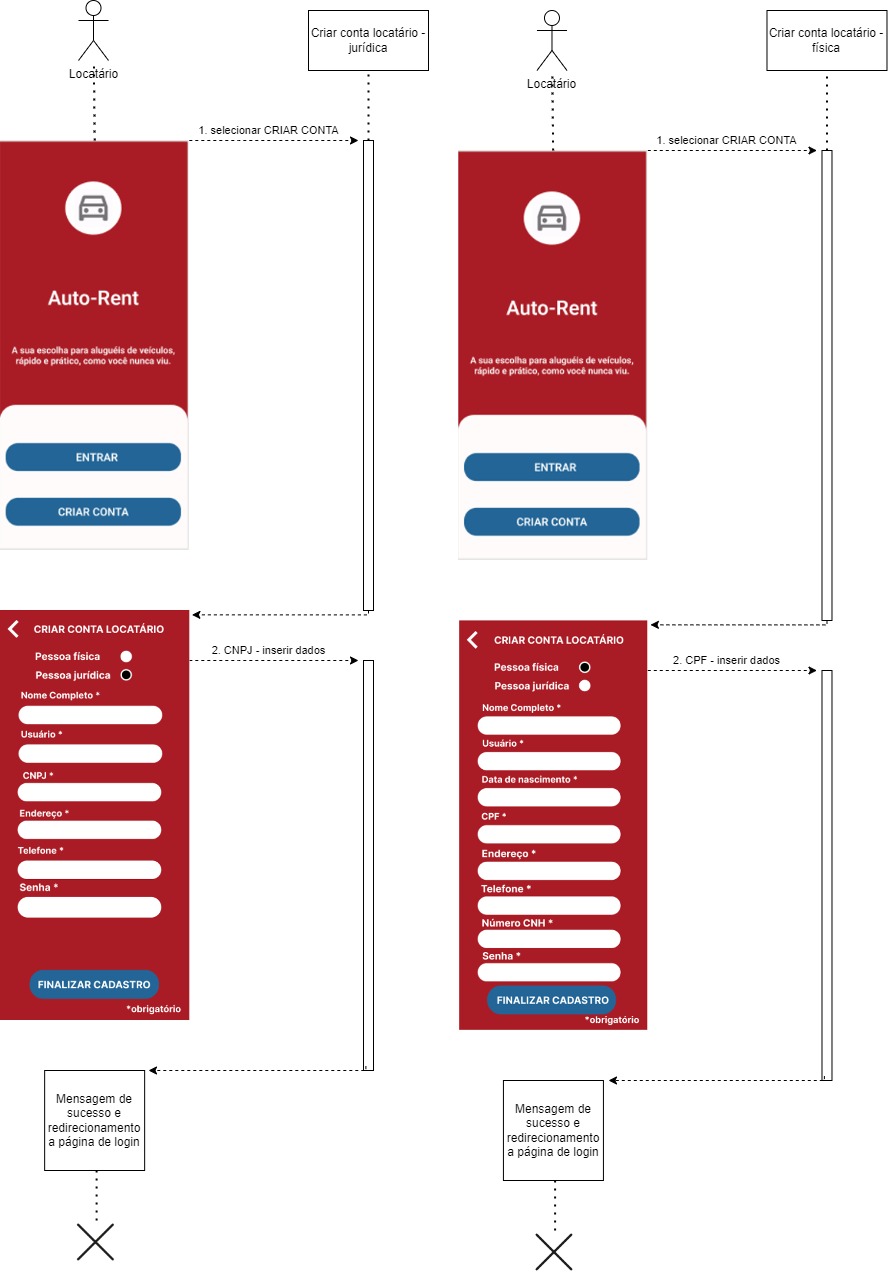 Locatário
Criar conta locatário -
jurídica
1. selecionar CRIAR CONTA
Auto-Rent
A sua escolha para aluguéis de veículos,
rápido e prático, como você nunca viu.
ENTRAR
CRIAR CONTA
CRIAR CONTA LOCATÁRIO
Pessoa física
Pessoa jurídica
2. CNPJ - inserir dados
Nome Completo *
Usuário *
CNPJ *
Endereço *
Telefone *
Senha *
FINALIZAR CADASTRO
*obrigatório
Mensagem de
sucesso e
redirecionamento
a página de login
Locatário
Criar conta locatário -
física
1. selecionar CRIAR CONTA
Auto-Rent
A sua escolha para aluguéis de veículos,
rápido e prático, como você nunca viu.
ENTRAR
CRIAR CONTA
CRIAR CONTA LOCATÁRIO
Pessoa física
Pessoa jurídica
2. CPF - inserir dados
Nome Completo *
Usuário *
Data de nascimento *
CPF *
Endereço *
Telefone *
Número CNH *
Senha *
FINALIZAR CADASTRO
*obrigatório
Mensagem de
sucesso e
redirecionamento
a página de login